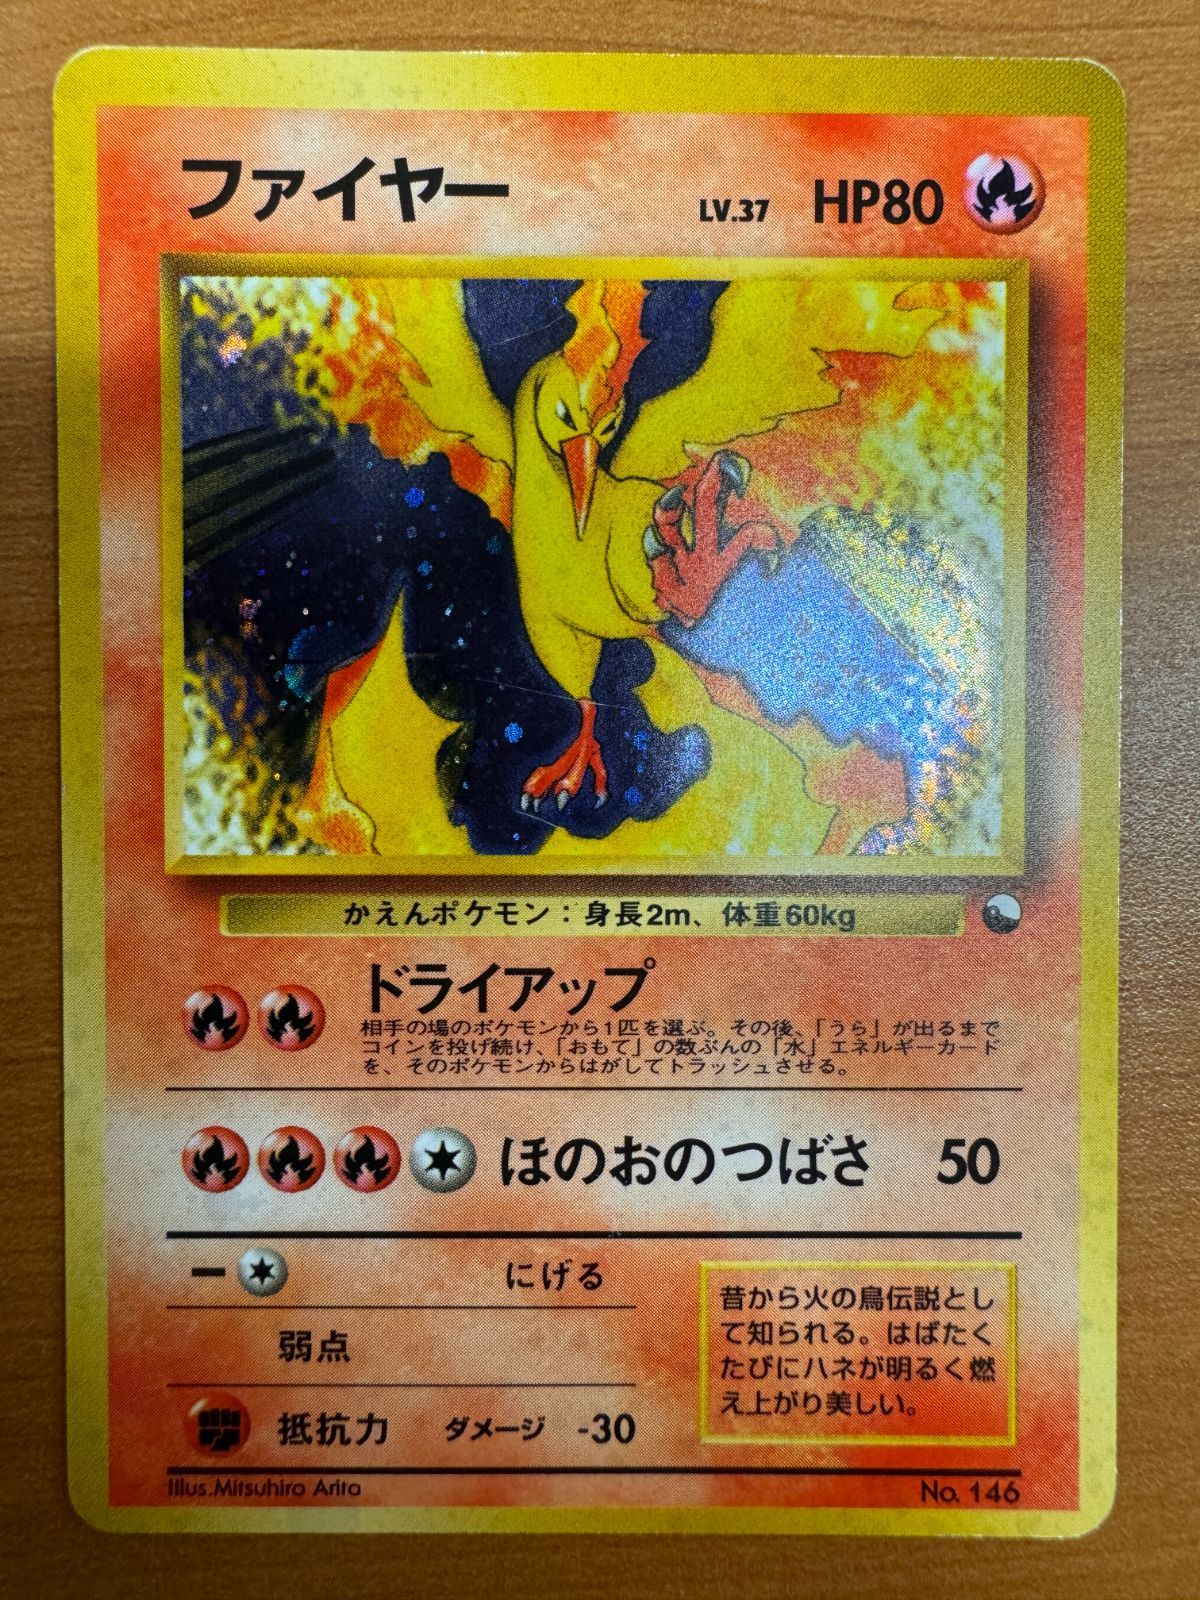 ファイヤー LV.37 HP80
かえんポケモン：身長2m、体重60kg
ドライアップ
相手の場のポケモンから1匹を選ぶ。その後、「うら」が出るまで
コインを投げ続け、「おもて」の数ぶんの「水」エネルギーカード
を、そのポケモンからはがしてトラッシュさせる。
ほのおのつばさ 50
ー にげる
弱点
抵抗力 ダメージ -30
昔から火の鳥伝説とし
て知られる。はばたく
たびにハネが明るく燃
え上がり美しい。
Illus.Mitsuhiro Arita
No. 146